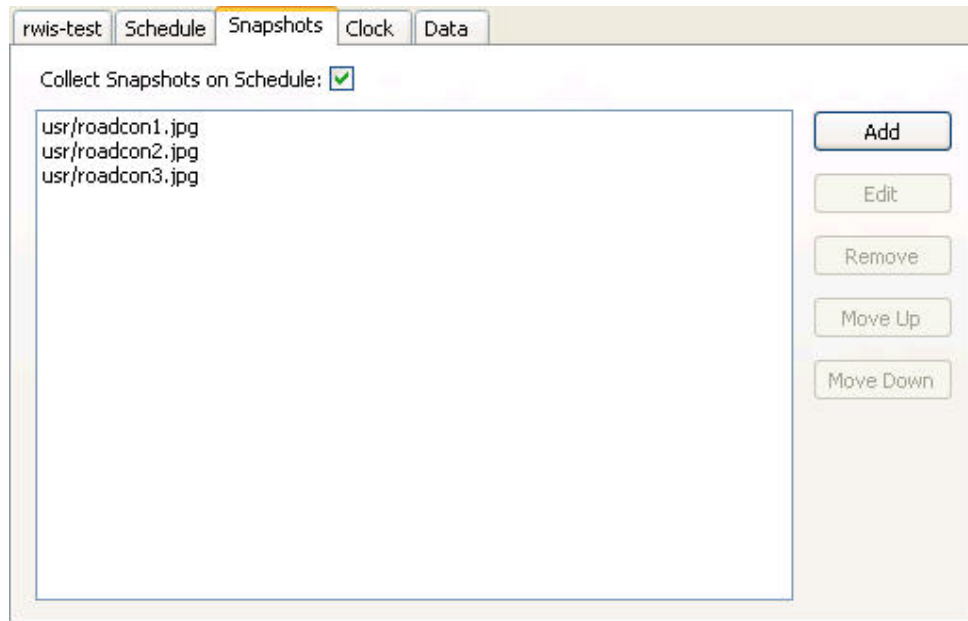 rwis-test Schedule Snapshots Clock Data
Collect Snapshots on Schedule:
usr/roadcon1.jpg
usr/roadcon2.jpg
usr/roadcon3.jpg
Add
Edit
Remove
Move Up
Move Down